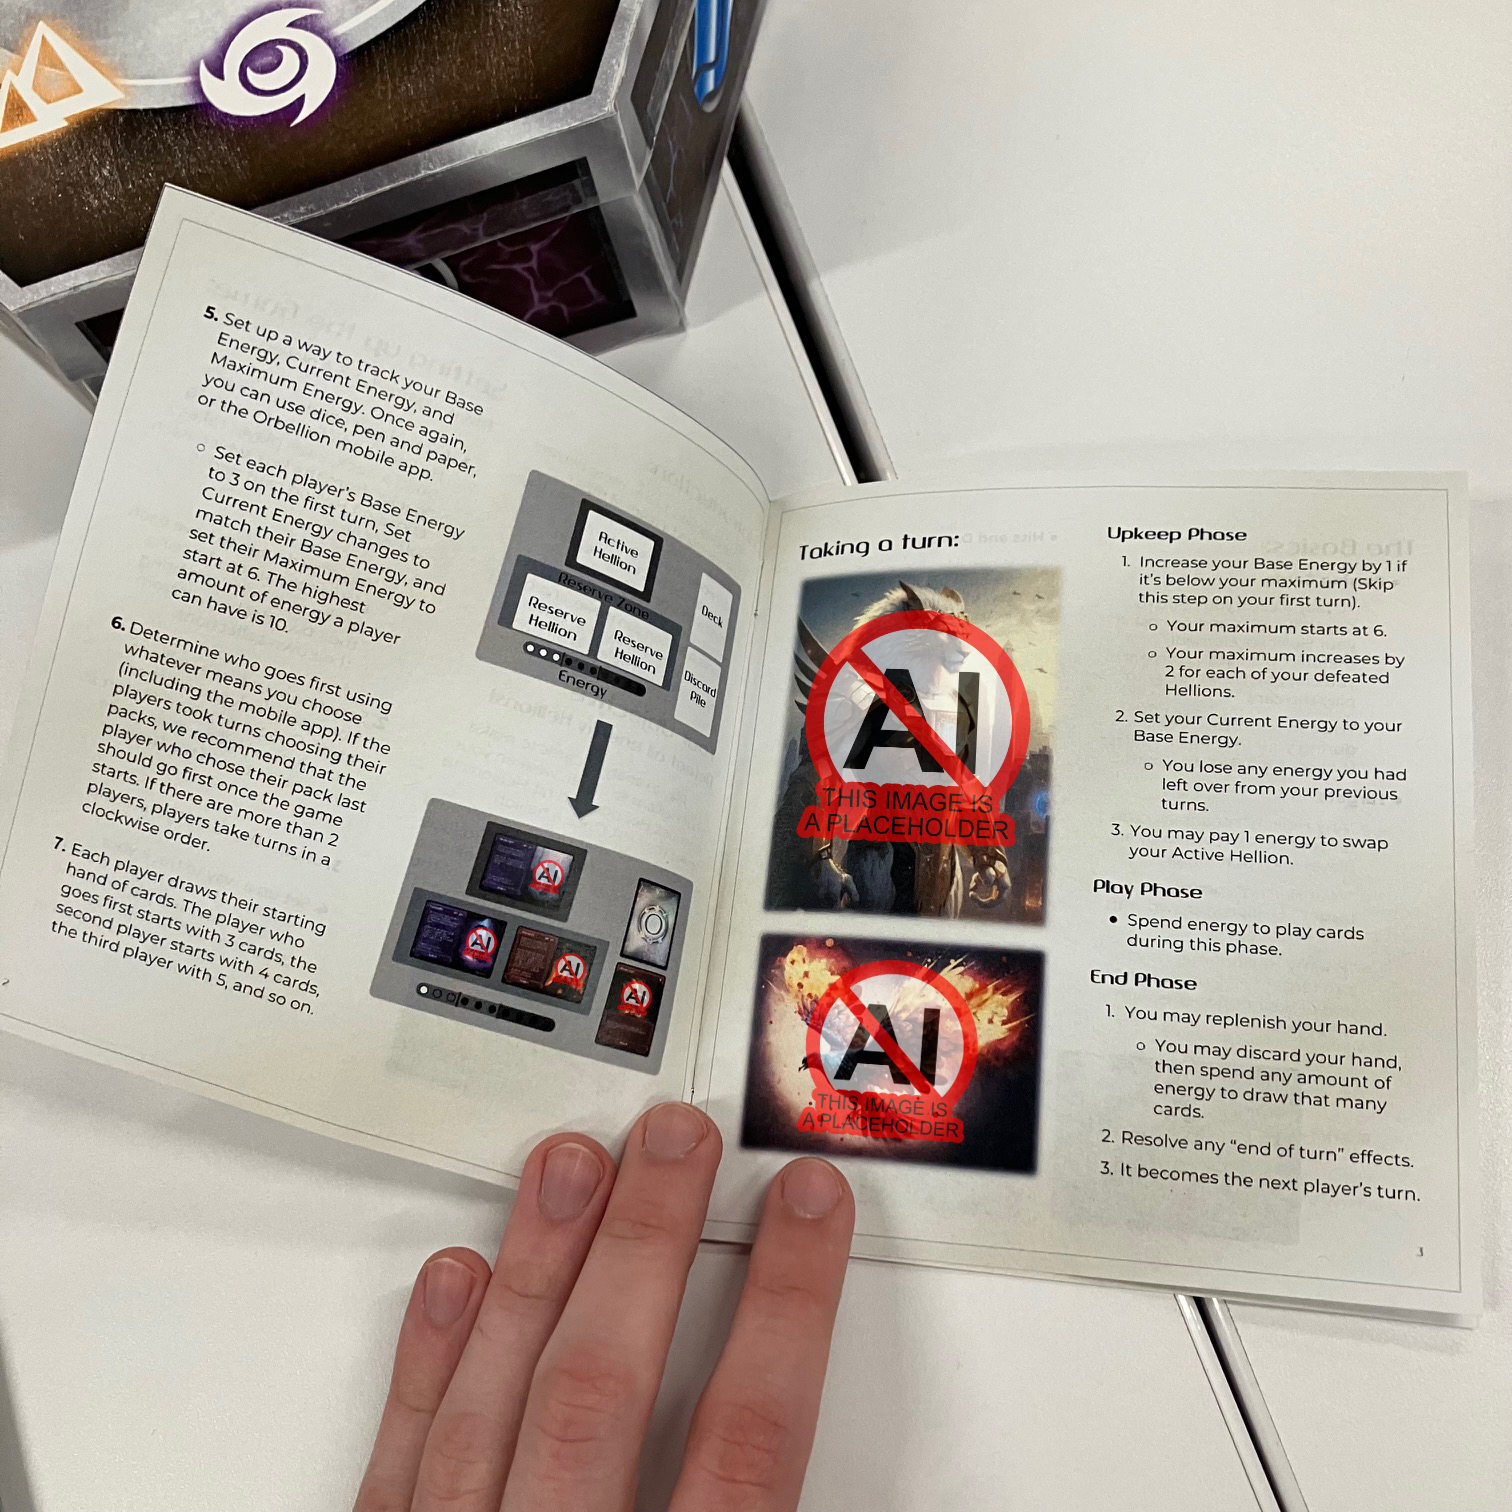 5. Set up a way to track your Base
Energy, Current Energy, and
Maximum Energy. Once again,
you can use dice, pen and paper,
or the Orbellion mobile app.
○ Set each player's Base Energy
to 3 on the first turn, Set
Current Energy changes to
match their Base Energy, and
set their Maximum Energy to
start at 6. The highest
amount of energy a player
can have is 10.
6. Determine who goes first using
whatever means you choose
(including the mobile app). If the
players took turns choosing their
packs, we recommend that the
player who chose their pack last
should go first once the game
starts. If there are more than 2
players, players take turns in a
clockwise order.
7. Each player draws their starting
hand of cards. The player who
goes first starts with 3 cards, the
second player starts with 4 cards,
the third player with 5, and so on.
2
Active
Hellion
Reserve Zone
Reserve
Hellion
Reserve
Hellion
Energy
Deck
Discard
Pile
AI
AI
AI
AI
Taking a turn:
AI
THIS IMAGE IS
A PLACEHOLDER
AI
THIS IMAGE IS
A PLACEHOLDER
Upkeep Phase
1. Increase your Base Energy by 1 if
it's below your maximum (Skip
this step on your first turn).
○ Your maximum starts at 6.
○ Your maximum increases by
2 for each of your defeated
Hellions.
2. Set your Current Energy to your
Base Energy.
○ You lose any energy you had
left over from your previous
turns.
3. You may pay 1 energy to swap
your Active Hellion.
Play Phase
• Spend energy to play cards
during this phase.
End Phase
1. You may replenish your hand.
○ You may discard your hand,
then spend any amount of
energy to draw that many
cards.
2. Resolve any "end of turn" effects.
3. It becomes the next player's turn.
3